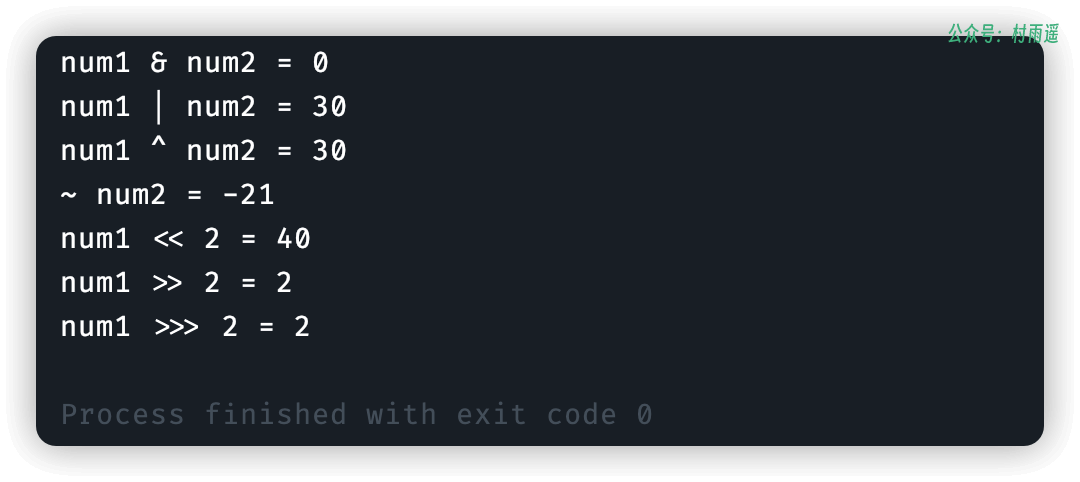 公众号：村雨遥
num1 & num2 = 0
num1 | num2 = 30
num1 ^ num2 = 30
~ num2 = -21
num1 << 2 = 40
num1 >> 2 = 2
num1 >>> 2 = 2
Process finished with exit code 0